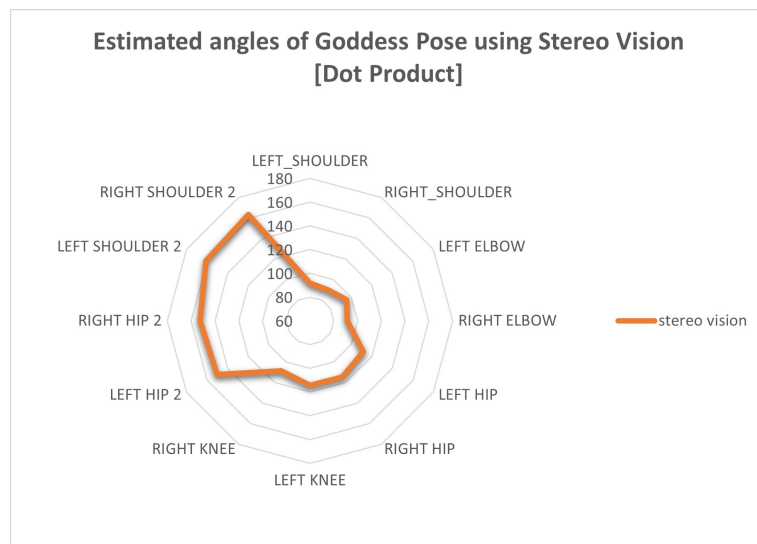 Estimated angles of Goddess Pose using Stereo Vision
[Dot Product]
LEFT_SHOULDER
180
RIGHT SHOULDER 2
RIGHT_SHOULDER
160
140
LEFT SHOULDER 2
LEFT ELBOW
120
100
80
RIGHT HIP 2
60
RIGHT ELBOW
stereo vision
LEFT HIP 2
LEFT HIP
RIGHT KNEE
RIGHT HIP
LEFT KNEE